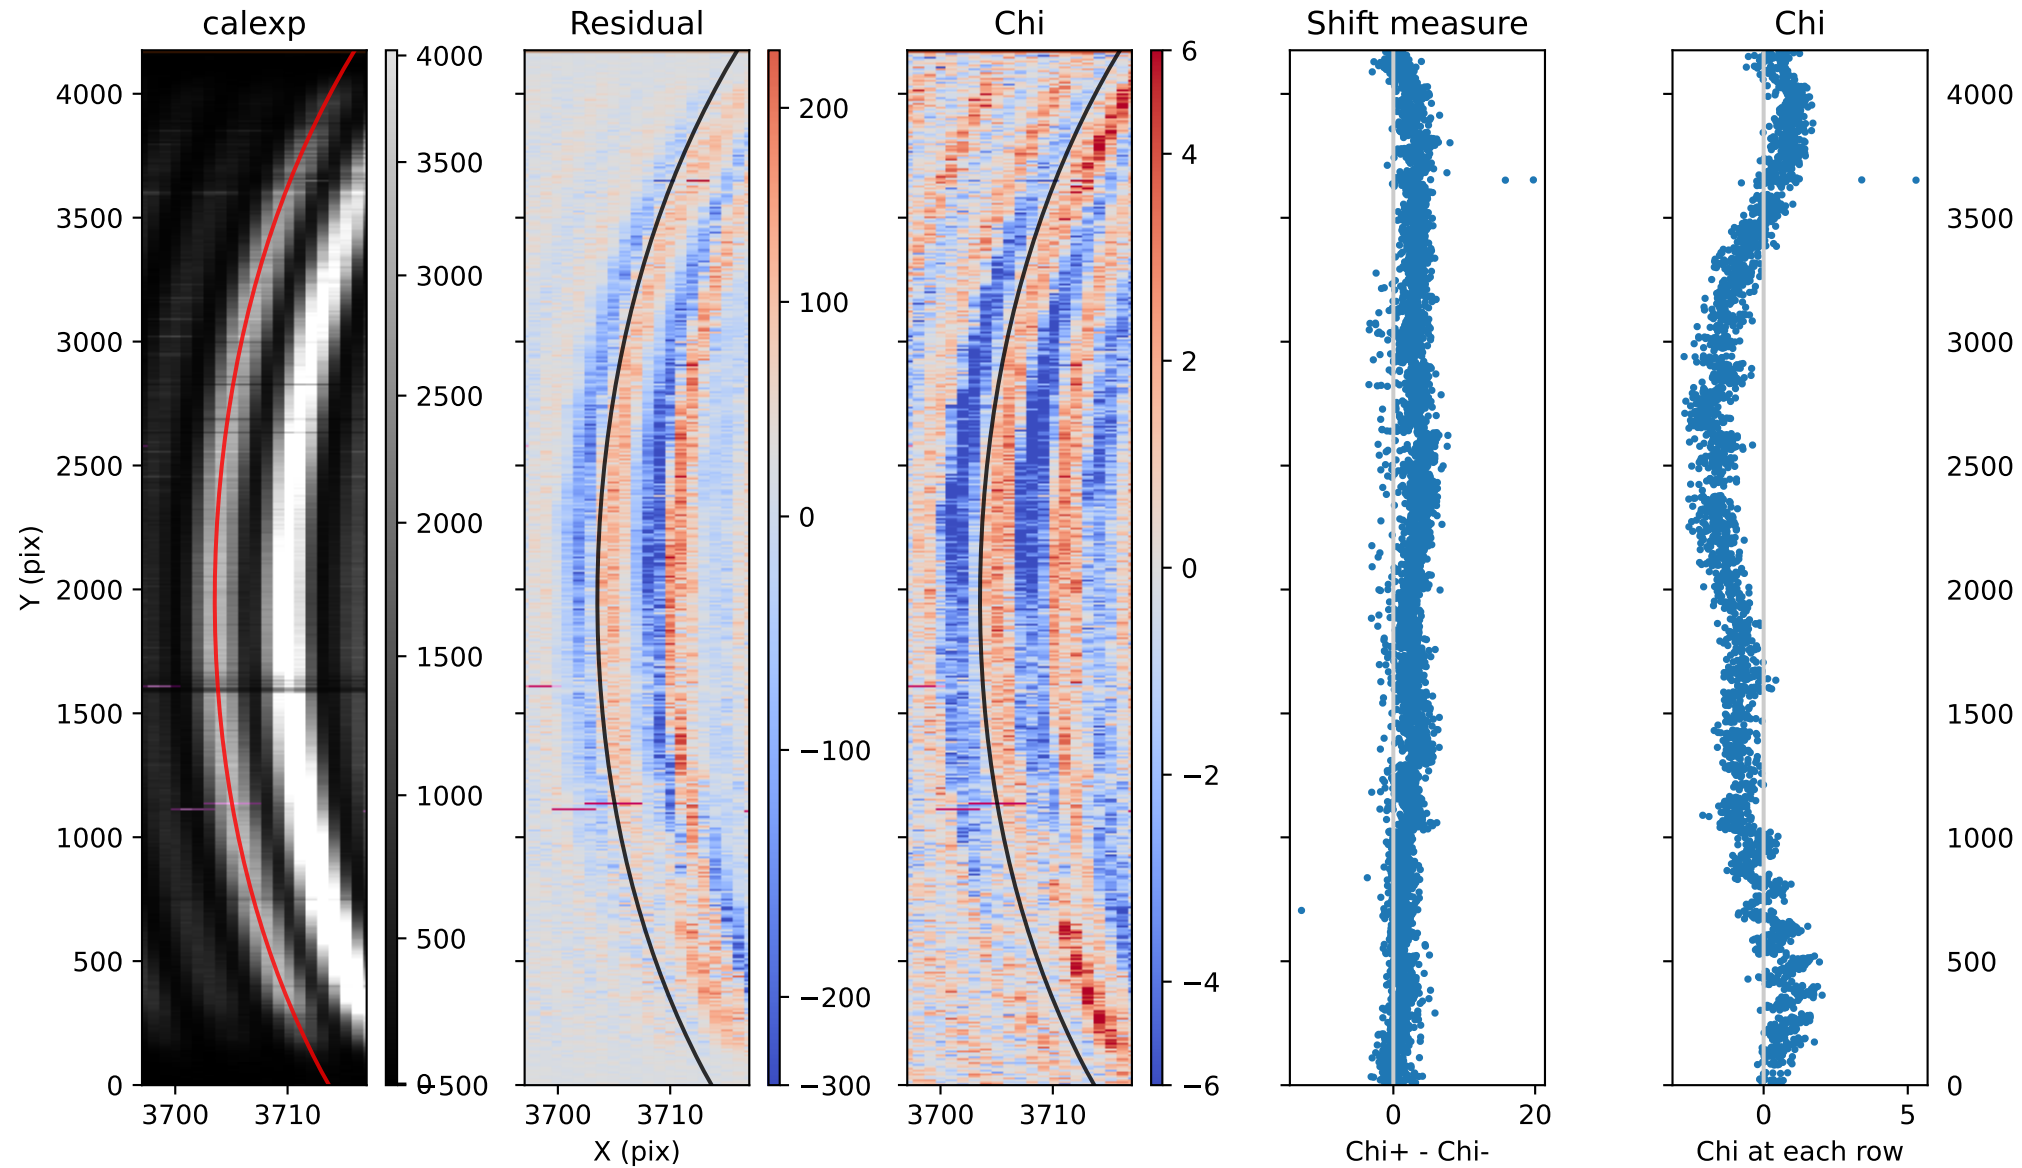 calexp Residual Chi Shift measure Chi
4000 4000 200 6 4000
3500 3500 4 3500
3000 3000 100 2 3000
2500 2500 2500
2000 2000 0 0 2000
1500 1500 −100 −2 1500
1000 1000 1000
500 500 −200 −4 500
0 0 −500 −300 −6 0
3700 3710 3700 3710 3700 3710 0 20 0 5
Y (pix)
X (pix) Chi+ - Chi- Chi at each row